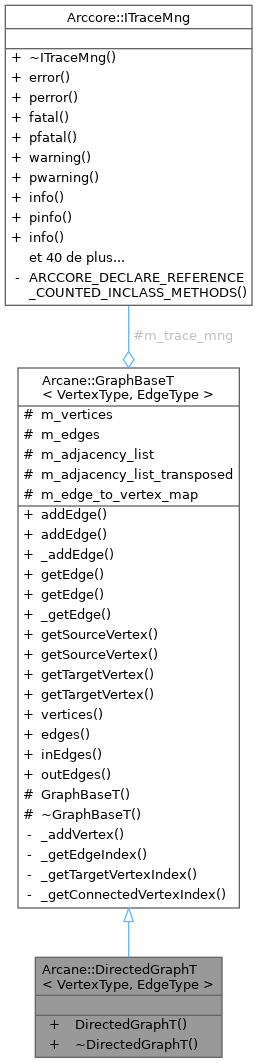 Arccore::ITraceMng
+ ~ITraceMng()
+ error()
+ perror()
+ fatal()
+ pfatal()
+ warning()
+ pwarning()
+ info()
+ pinfo()
+ info()
et 40 de plus...
- ARCCORE_DECLARE_REFERENCE
_COUNTED_INCLASS_METHODS()
#m_trace_mng
Arcane::GraphBaseT
< VertexType, EdgeType >
# m_vertices
# m_edges
# m_adjacency_list
# m_adjacency_list_transposed
# m_edge_to_vertex_map
+ addEdge()
+ addEdge()
+ _addEdge()
+ getEdge()
+ getEdge()
+ _getEdge()
+ getSourceVertex()
+ getSourceVertex()
+ getTargetVertex()
+ getTargetVertex()
+ vertices()
+ edges()
+ inEdges()
+ outEdges()
# GraphBaseT()
# ~GraphBaseT()
- _addVertex()
- _getEdgeIndex()
- _getTargetVertexIndex()
- _getConnectedVertexIndex()
Arcane::DirectedGraphT
< VertexType, EdgeType >
+ DirectedGraphT()
+ ~DirectedGraphT()